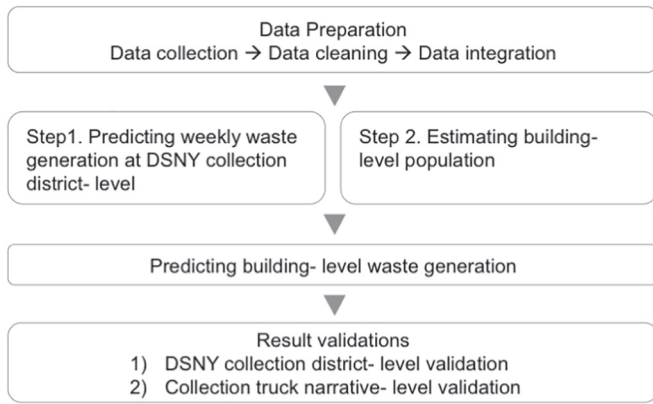 Data Preparation
Data collection → Data cleaning → Data integration
Step1. Predicting weekly waste
generation at DSNY collection
district- level
Step 2. Estimating building-
level population
Predicting building- level waste generation
Result validations
1) DSNY collection district- level validation
2) Collection truck narrative- level validation